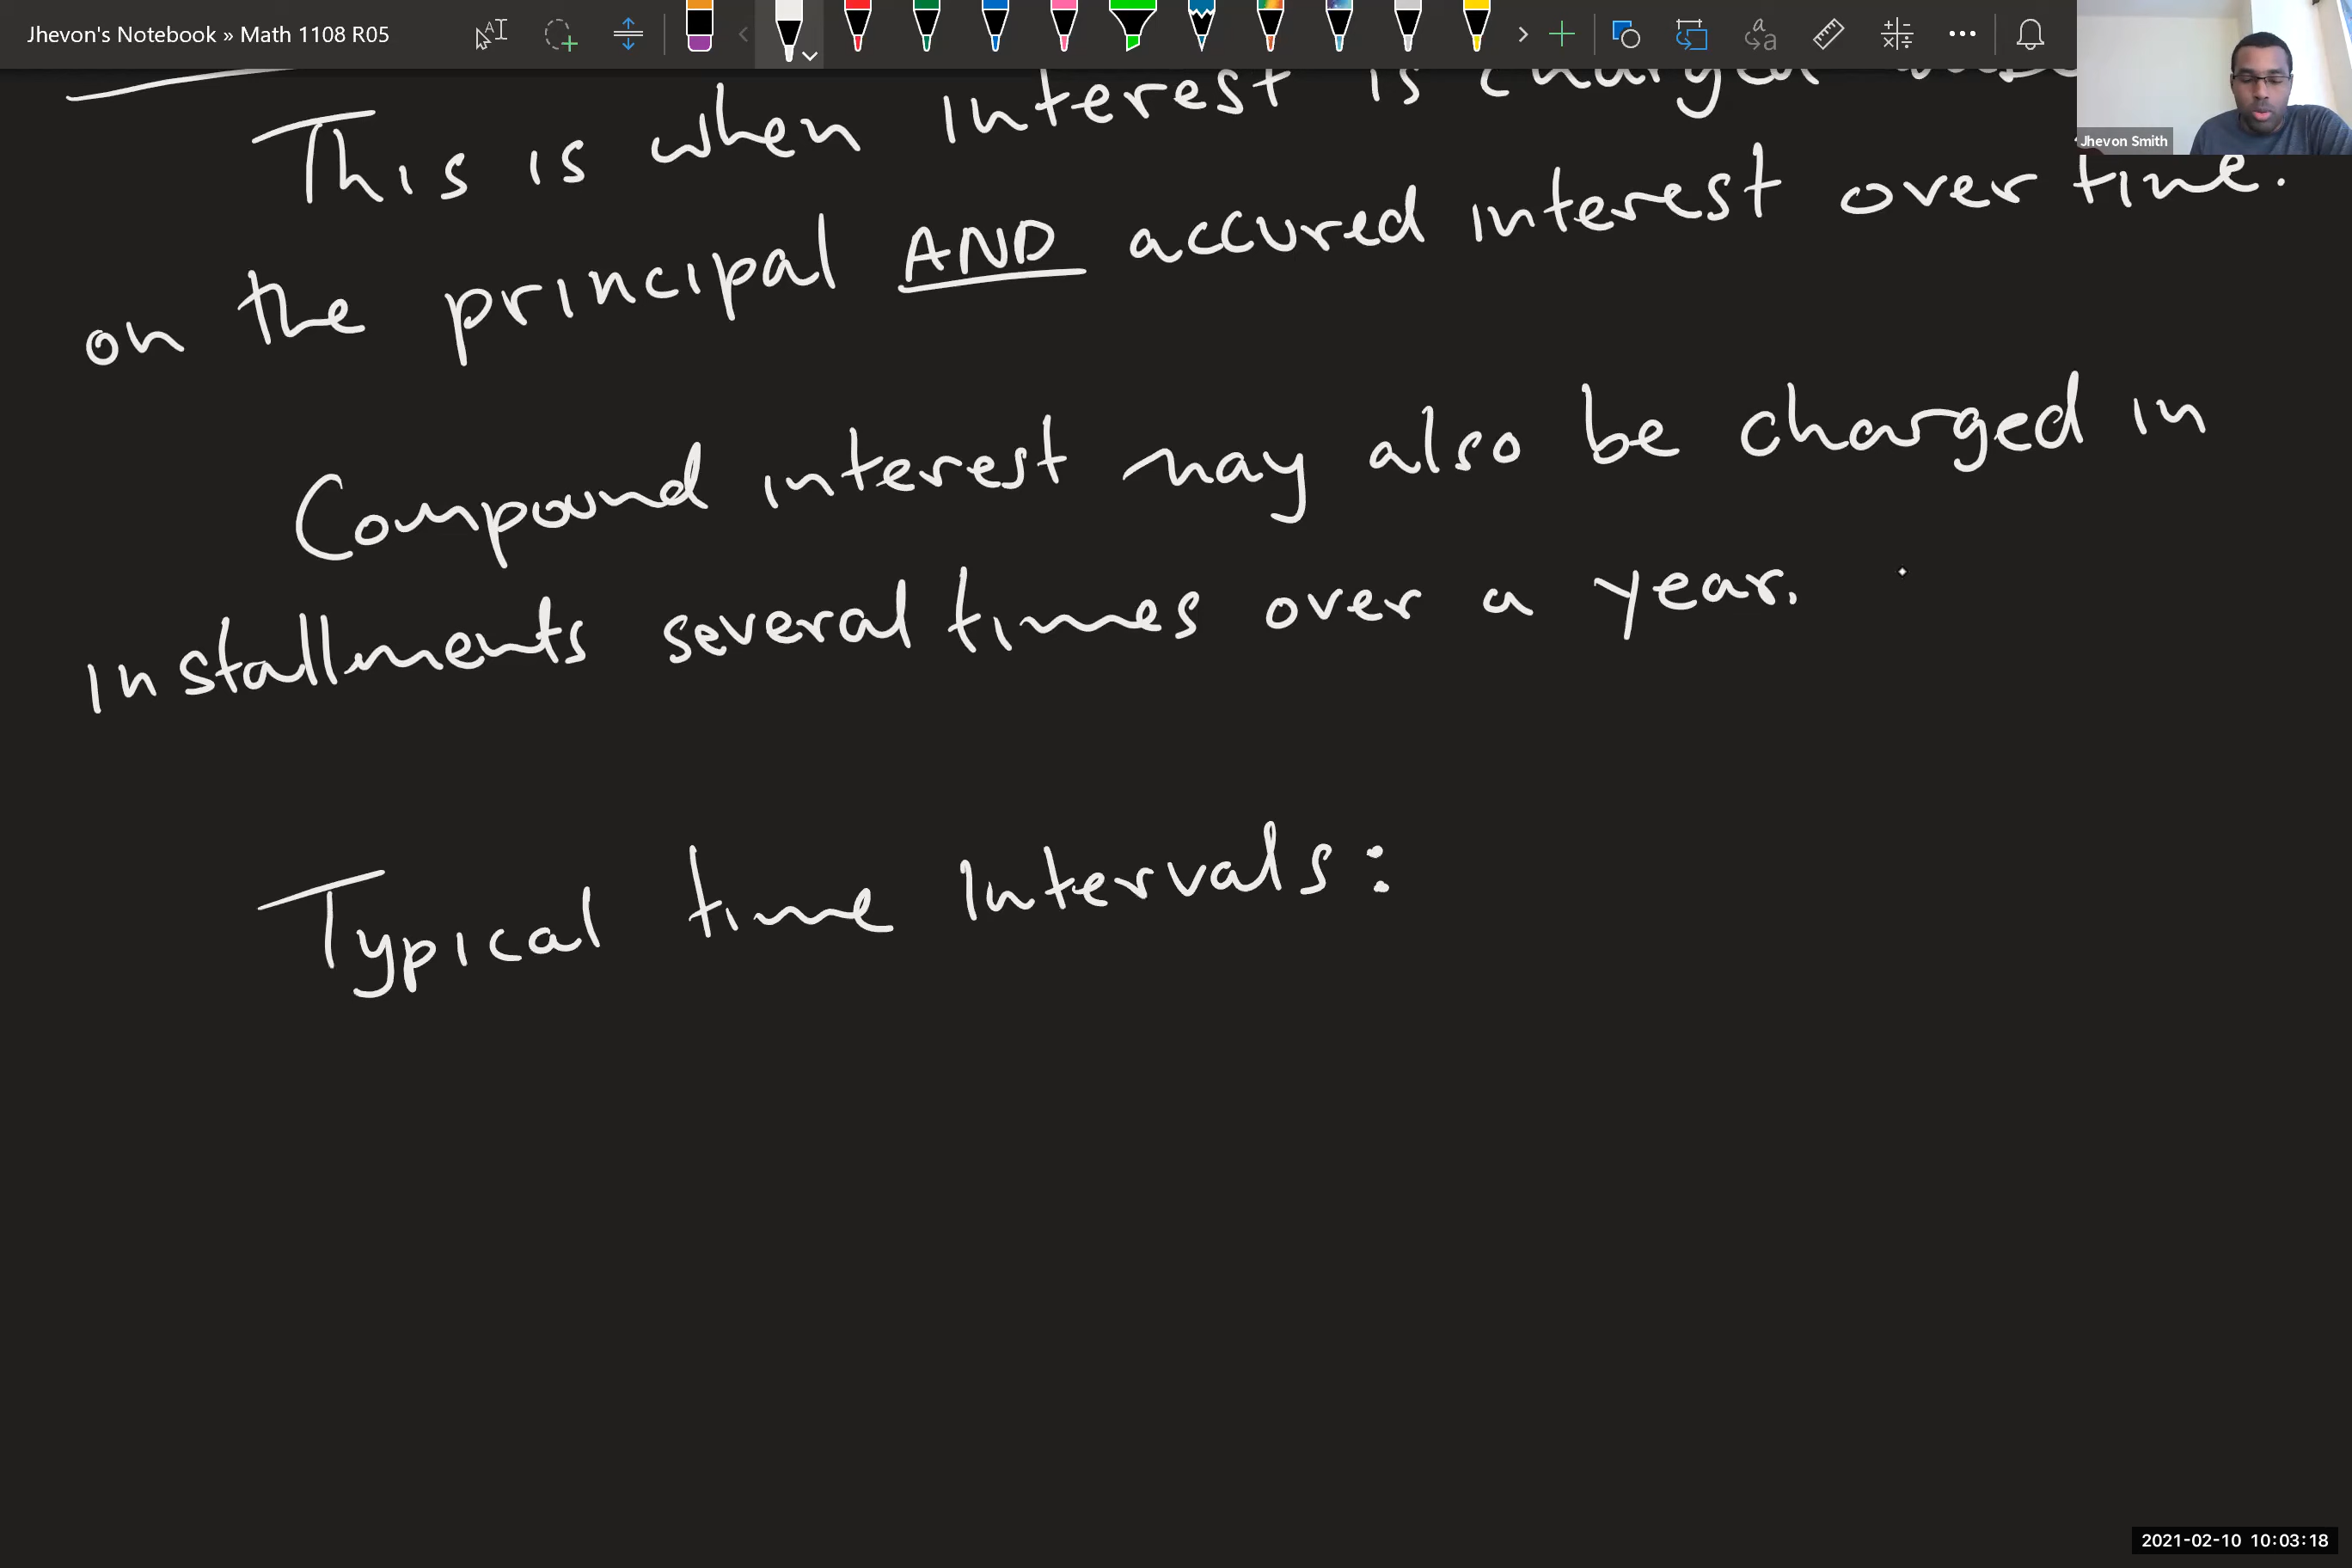 Jhevon's Notebook » Math 1108 R05
Jhevon Smith
This is when interest is charged
on the principal AND accured interest over time.
Compound interest may also be charged in
installments several times over a year.
Typical time intervals:
2021-02-10 10:03:18